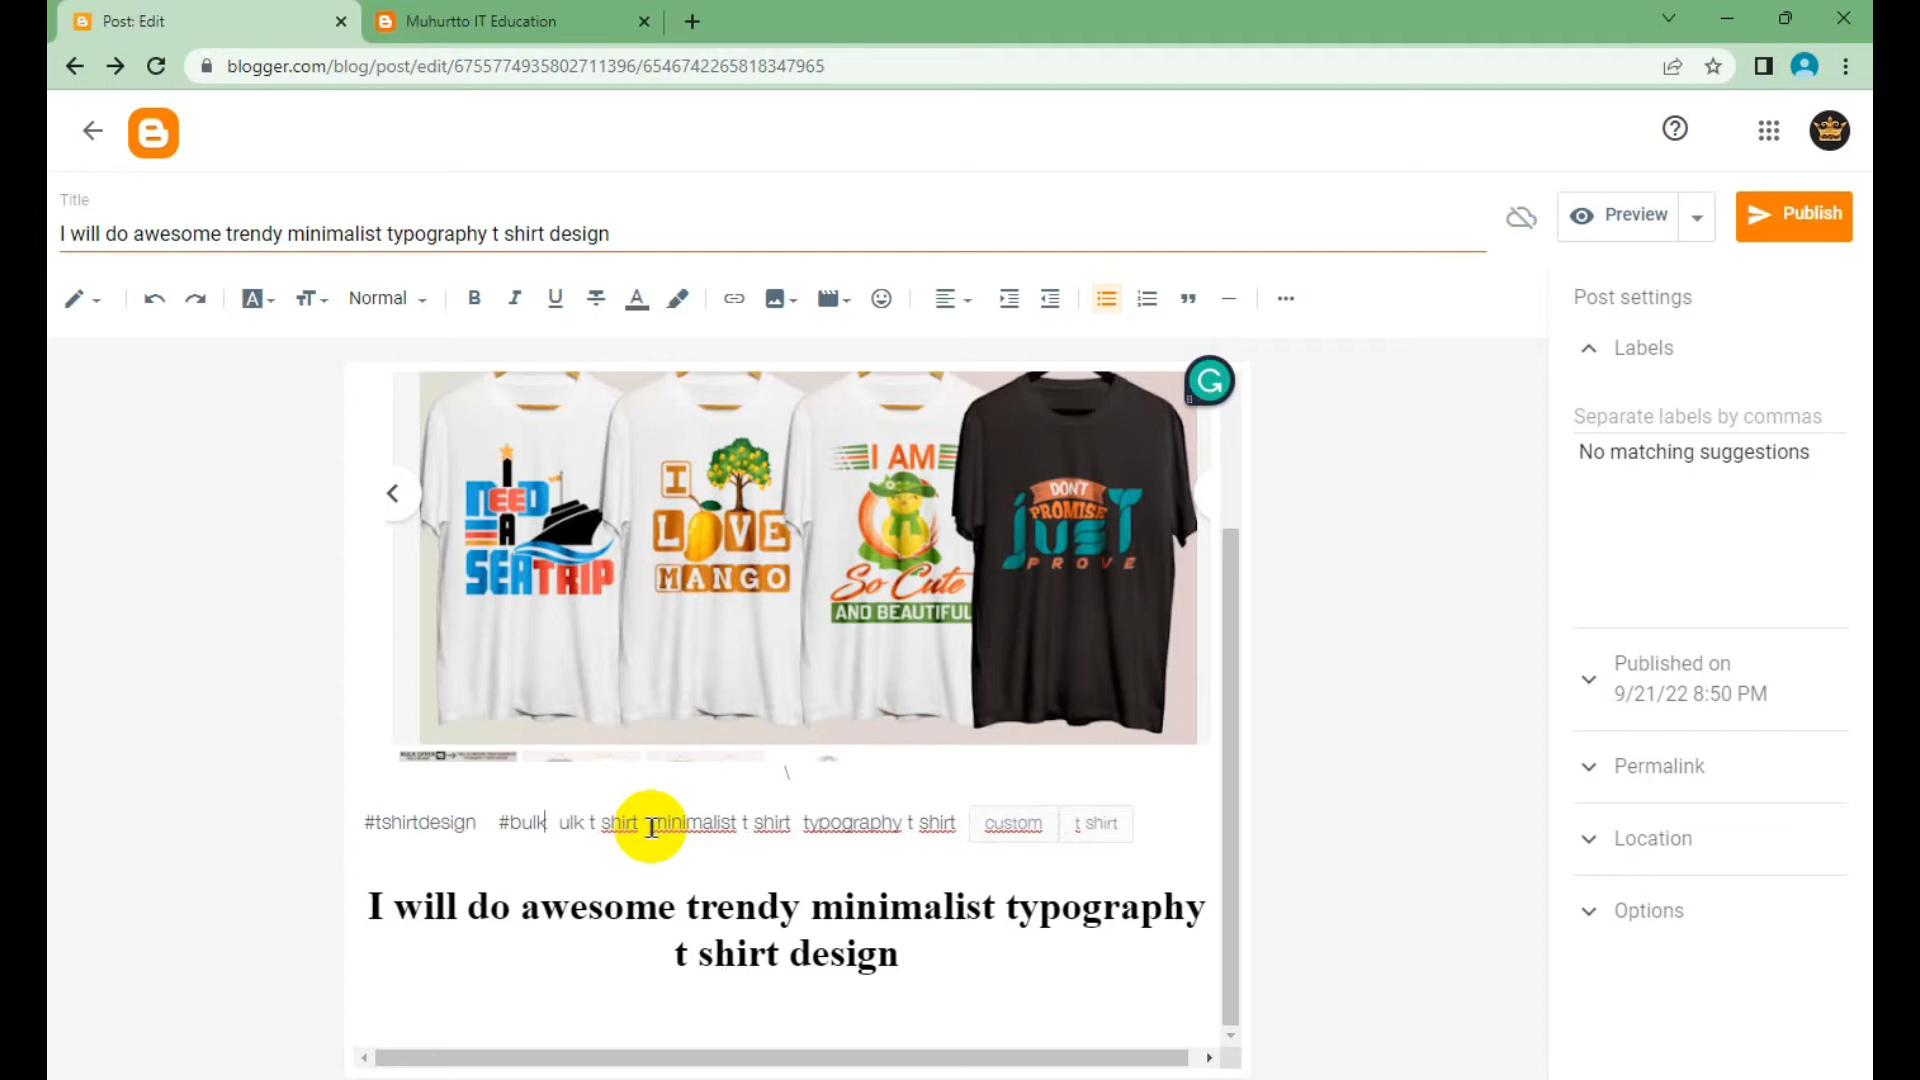 Post: Edit
Muhurtto IT Education
blogger.com/blog/post/edit/6755774935802711396/6546742265818347965
Title
I will do awesome trendy minimalist typography t shirt design
Preview
Publish
Normal
Post settings
Labels
Separate labels by commas
No matching suggestions
Published on
9/21/22 8:50 PM
Permalink
Location
Options
I NEED A SEA TRIP
I LOVE MANGO
I AM So Cute AND BEAUTIFUL
DON'T PROMISE JUST PROVE
\
#tshirtdesign #bulk ulk t shirt minimalist t shirt typography t shirt custom t shirt
I will do awesome trendy minimalist typography
t shirt design